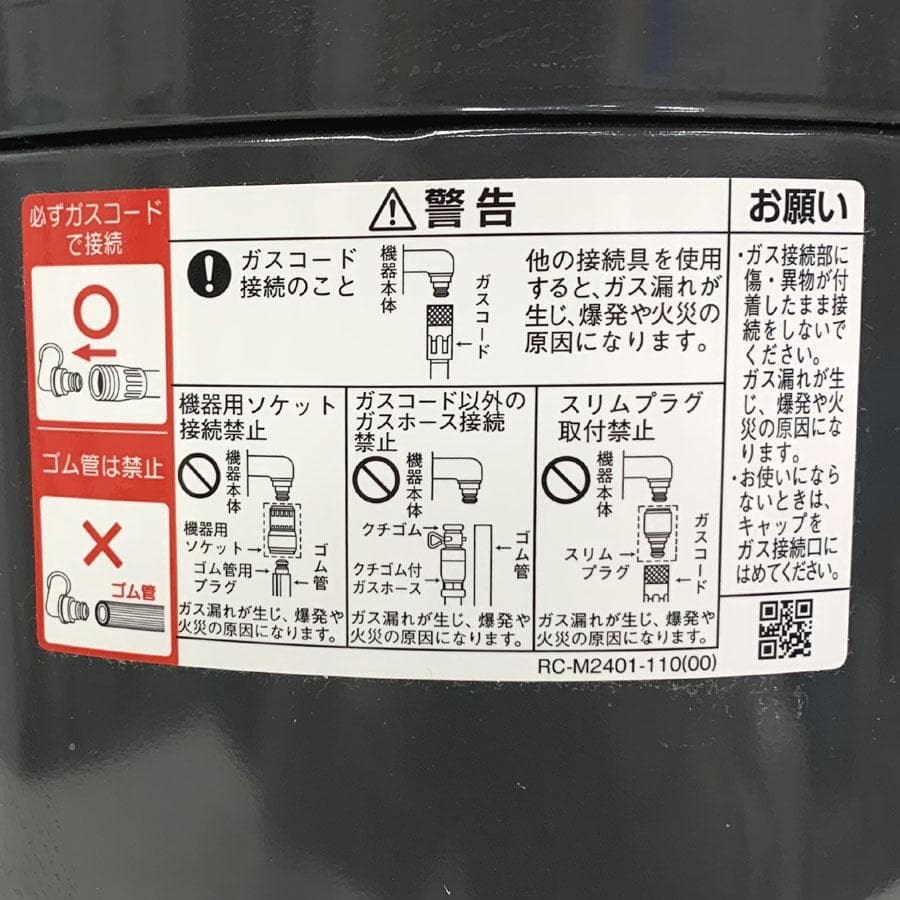 必ずガスコード
で接続
ゴム管は禁止
ゴム管
警告
ガスコード
接続のこと
機器本体
ガスコード
他の接続具を使用
すると、ガス漏れが
生じ、爆発や火災の
原因になります。
機器用ソケット
接続禁止
機器本体
機器用
ソケット
ゴム管用
プラグ
ゴム管
ガス漏れが生じ、爆発や
火災の原因になります。
ガスコード以外の
ガスホース接続
禁止
機器本体
クチゴム
クチゴム付
ガスホース
ゴム管
ガス漏れが生じ、爆発や
火災の原因になります。
スリムプラグ
取付禁止
機器本体
スリム
プラグ
ガスコード
ガス漏れが生じ、爆発や
火災の原因になります。
RC-M2401-110(00)
お願い
・ガス接続部に
傷・異物が付
着したまま接
続をしないで
ください。
ガス漏れが生
じ、爆発や火
災の原因にな
ります。
・お使いになら
ないときは、
キャップを
ガス接続口に
はめてください。